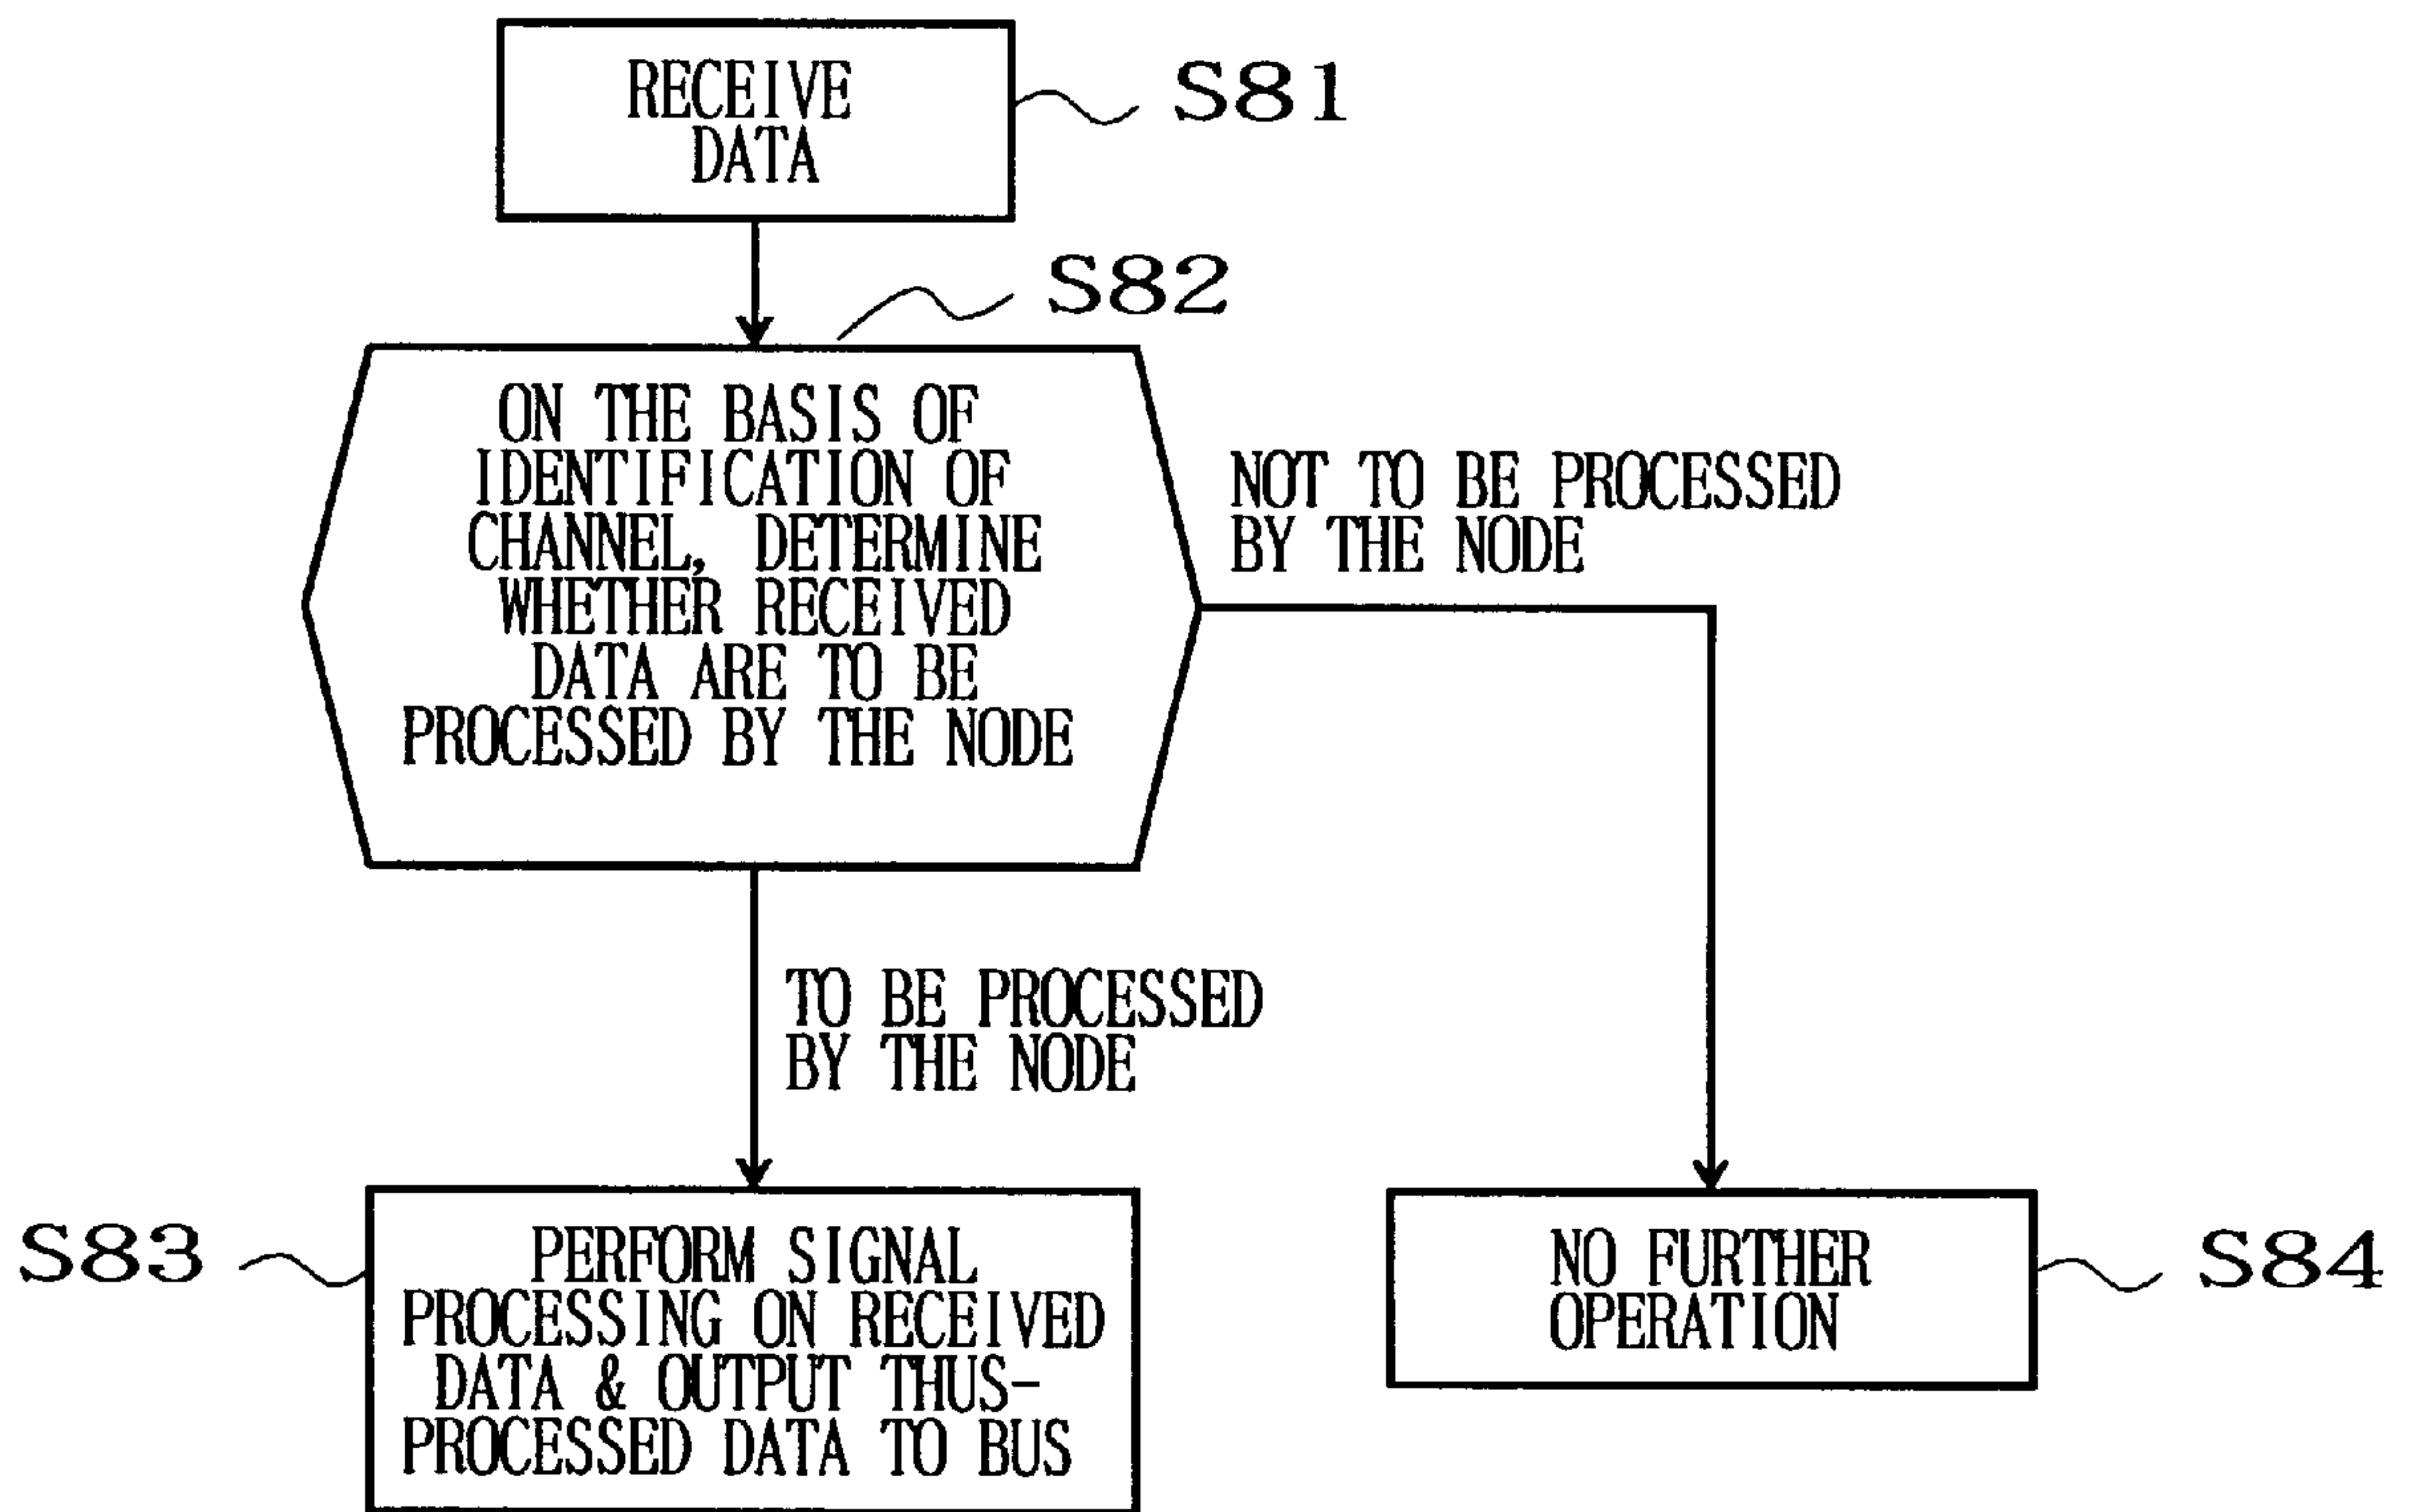 RECEIVE
DATA
S81
S82
ON THE BASIS OF
IDENTIFICATION OF
CHANNEL, DETERMINE
WHETHER RECEIVED
DATA ARE TO BE
PROCESSED BY THE NODE
NOT TO BE PROCESSED
BY THE NODE
TO BE PROCESSED
BY THE NODE
S83
PERFORM SIGNAL
PROCESSING ON RECEIVED
DATA & OUTPUT THUS-
PROCESSED DATA TO BUS
NO FURTHER
OPERATION
S84